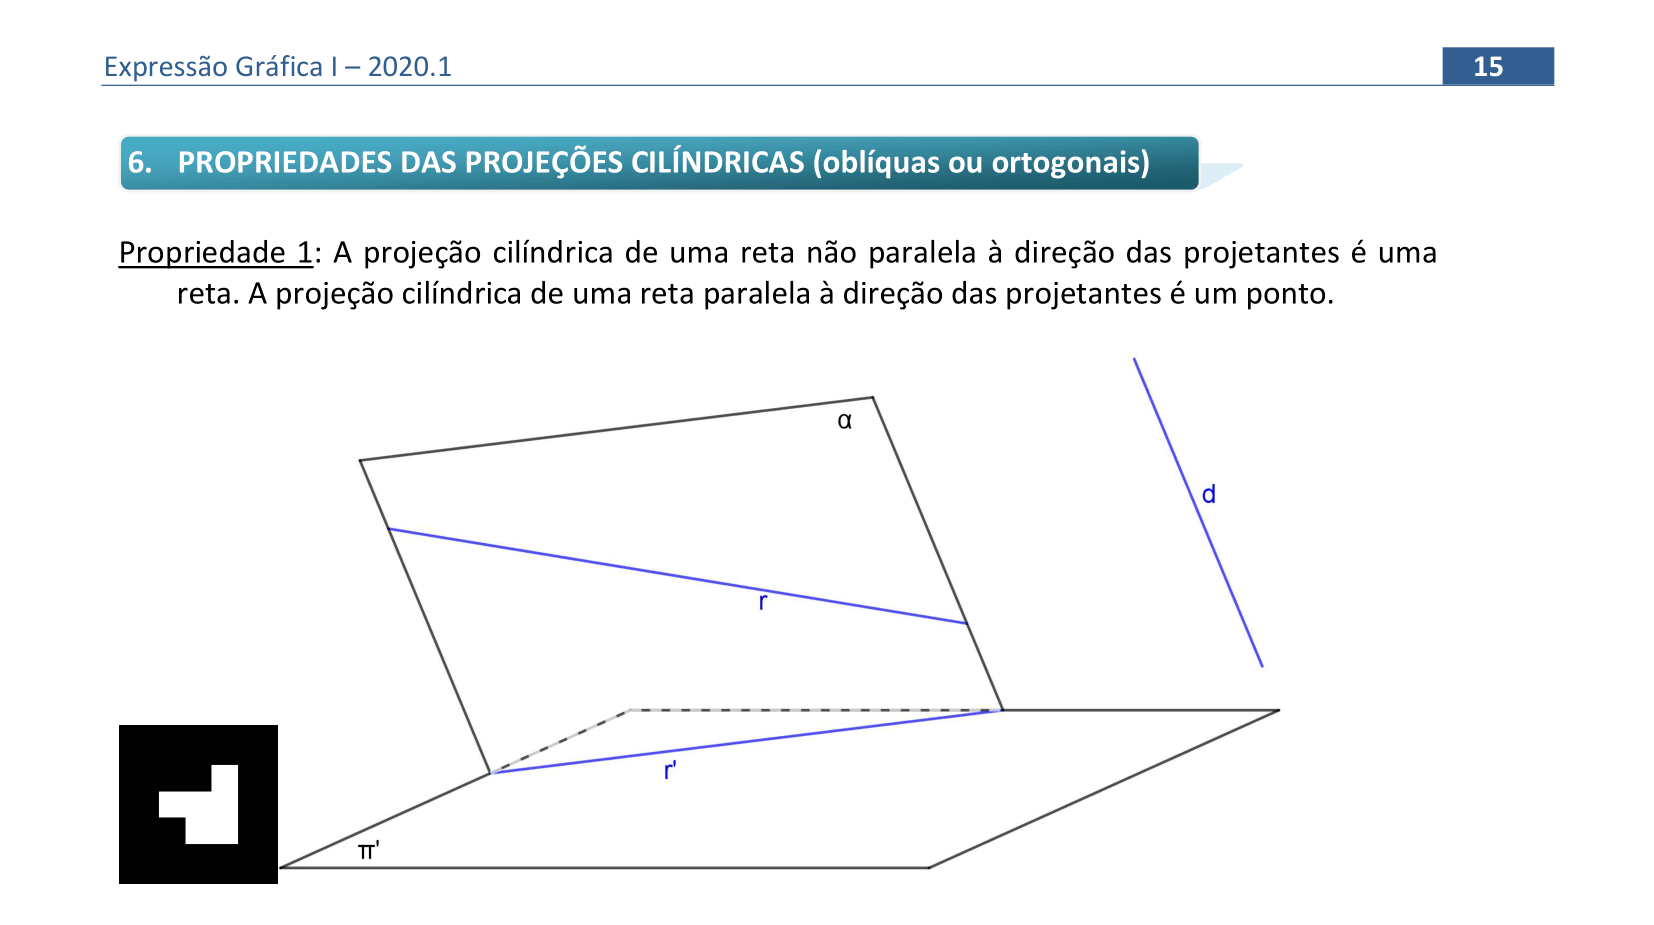 Expressão Gráfica I – 2020.1
15
6. PROPRIEDADES DAS PROJEÇÕES CILÍNDRICAS (oblíquas ou ortogonais)
Propriedade 1: A projeção cilíndrica de uma reta não paralela à direção das projetantes é uma
reta. A projeção cilíndrica de uma reta paralela à direção das projetantes é um ponto.
α
d
r
r'
π'